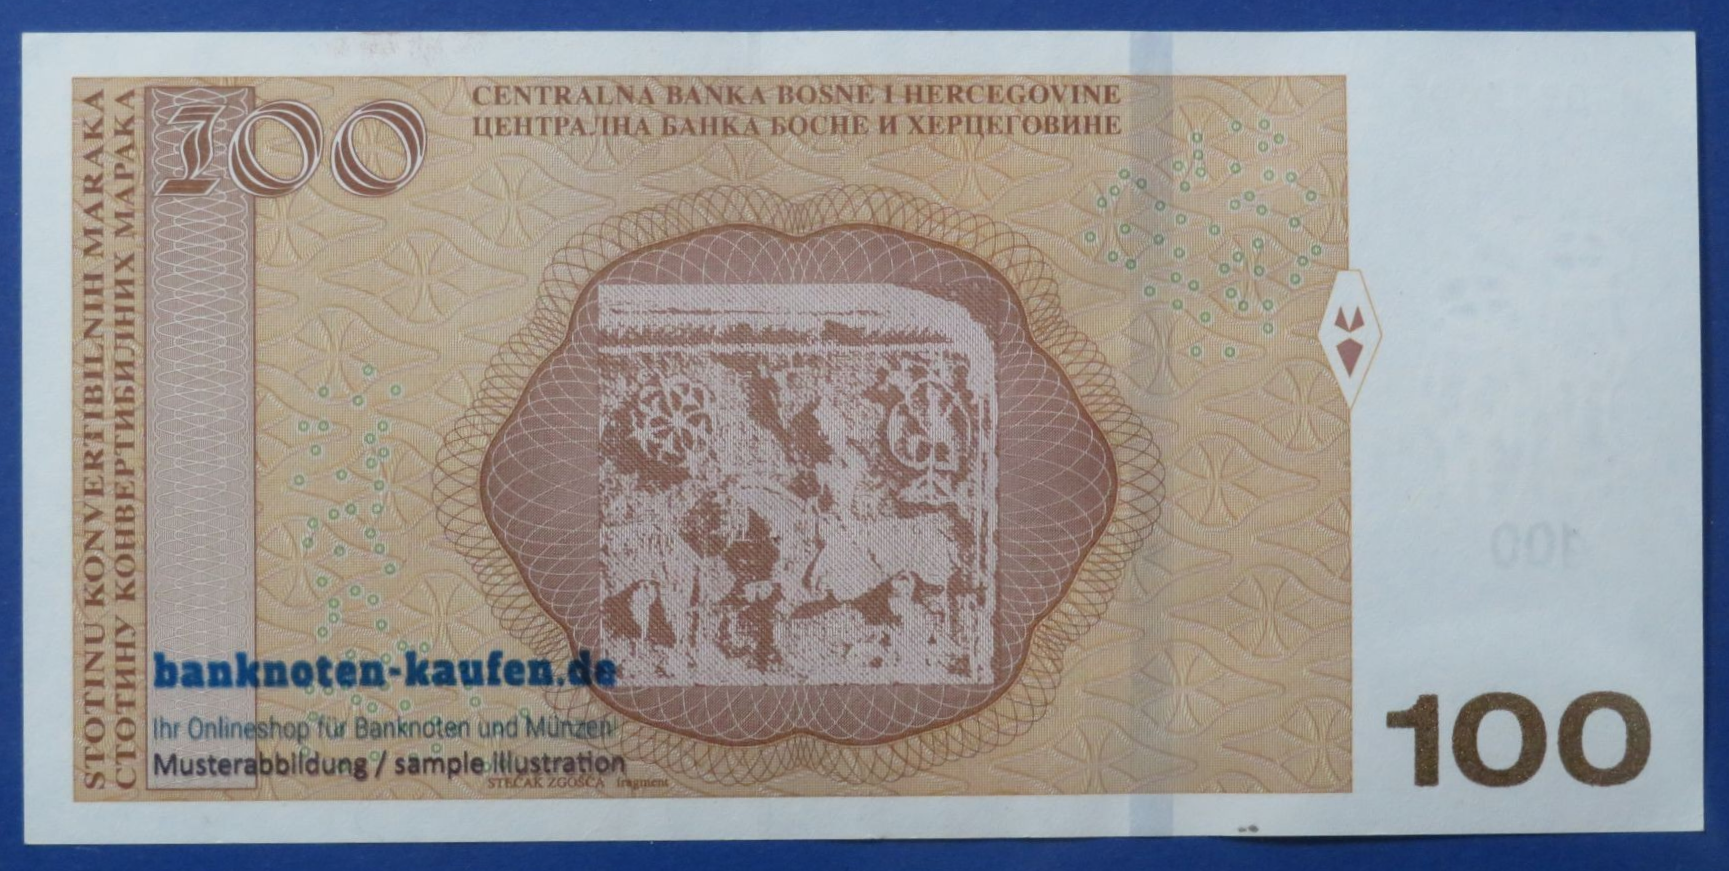 CENTRALNA BANKA BOSNE I HERCEGOVINE
ЦЕНТРАЛНА БАНКА БОСНЕ И ХЕРЦЕГОВИНЕ
100
STOTINU KONVERTIBILNIH MARAKA
СТОТИНУ КОНВЕРТИБИЛНИХ МАРАКА
100
banknoten-kaufen.de
Ihr Onlineshop für Banknoten und Münzen
Musterabbildung / sample illustration
STEĆAK ZGOŠĆA fragment
100